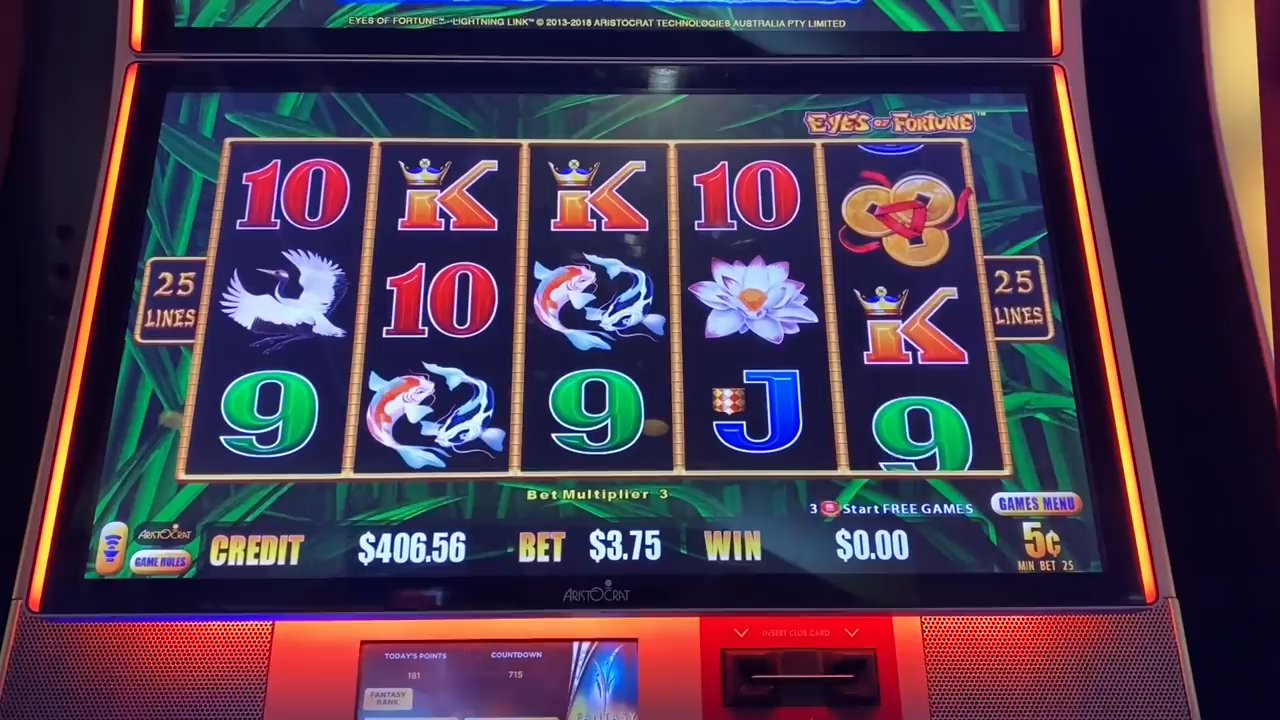 EYES OF FORTUNE™ - LIGHTNING LINK™ © 2013-2018 ARISTOCRAT TECHNOLOGIES AUSTRALIA PTY LIMITED
EYES OF FORTUNE™
10 K K 10
25 LINES
10
K
25 LINES
9
9 J 9
Bet Multiplier 3
3 Start FREE GAMES
GAMES MENU
ARISTOCRAT
GAME RULES
CREDIT $406.56 BET $3.75 WIN $0.00
5¢
MIN BET 25
ARISTOCRAT
INSERT CLUB CARD
TODAY'S POINTS COUNTDOWN
181 715
FANTASY
BANK
FANTASY